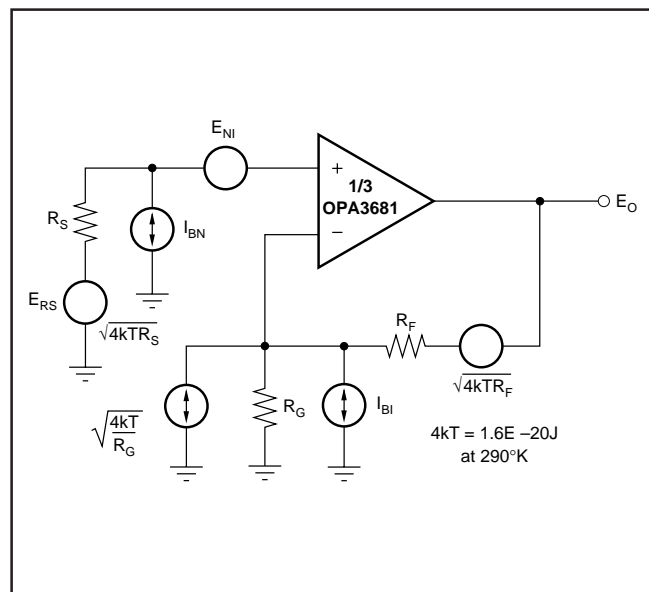 E_NI
+
1/3
OPA3681
−
E_O
R_S
I_BN
E_RS
√4kTR_S
R_F
√4kTR_F
√4kT/R_G
R_G
I_BI
4kT = 1.6E –20J
at 290°K